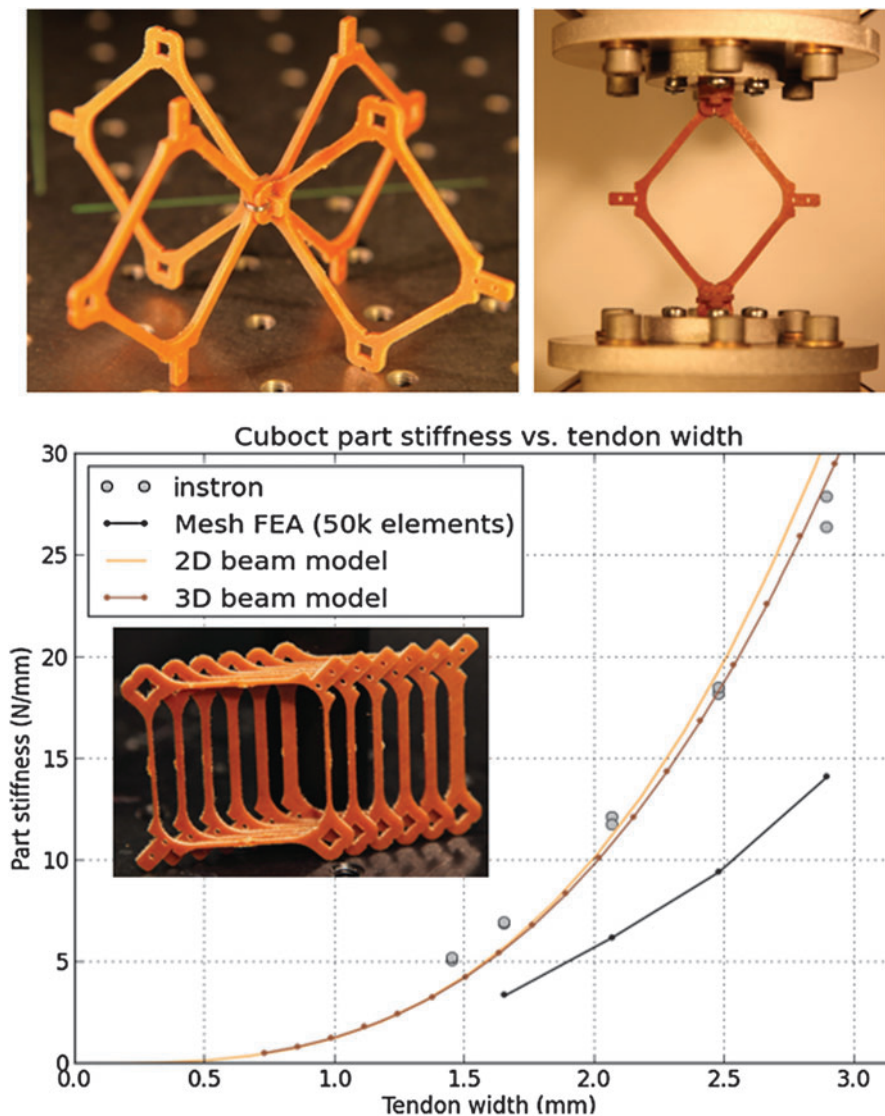 Cuboct part stiffness vs. tendon width
30
25
20
15
10
5
0
Part stiffness (N/mm)
instron
Mesh FEA (50k elements)
2D beam model
3D beam model
0.0 0.5 1.0 1.5 2.0 2.5 3.0
Tendon width (mm)